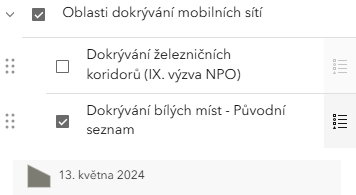 Oblasti dokrývání mobilních sítí
Dokrývání železničních
koridorů (IX. výzva NPO)
Dokrývání bílých míst - Původní
seznam
13. května 2024